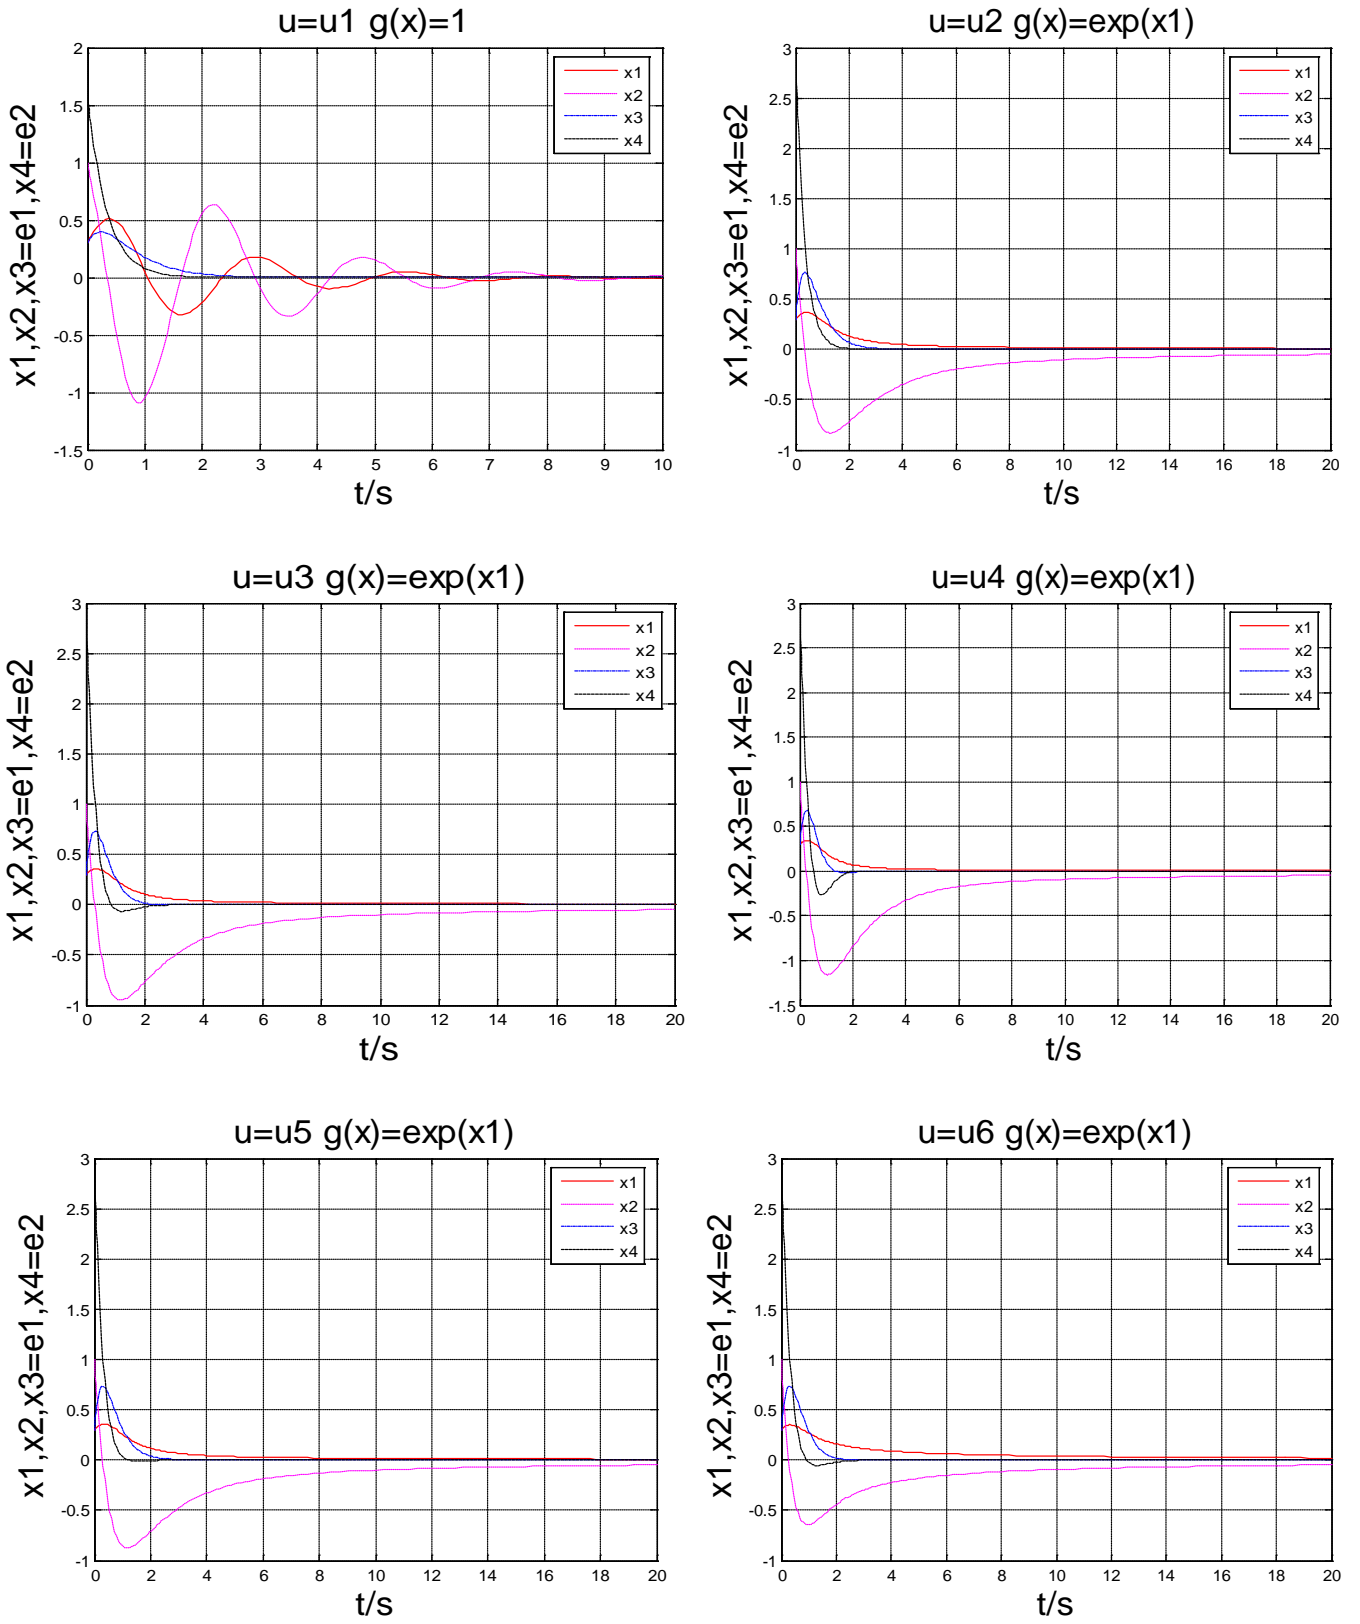 u=u1 g(x)=1
x1,x2,x3=e1,x4=e2
2
1.5
1
0.5
0
-0.5
-1
-1.5
x1
x2
x3
x4
0 1 2 3 4 5 6 7 8 9 10
t/s
u=u2 g(x)=exp(x1)
x1,x2,x3=e1,x4=e2
3
2.5
2
1.5
1
0.5
0
-0.5
-1
x1
x2
x3
x4
0 2 4 6 8 10 12 14 16 18 20
t/s
u=u3 g(x)=exp(x1)
x1,x2,x3=e1,x4=e2
3
2.5
2
1.5
1
0.5
0
-0.5
-1
x1
x2
x3
x4
0 2 4 6 8 10 12 14 16 18 20
t/s
u=u4 g(x)=exp(x1)
x1,x2,x3=e1,x4=e2
3
2.5
2
1.5
1
0.5
0
-0.5
-1
-1.5
x1
x2
x3
x4
0 2 4 6 8 10 12 14 16 18 20
t/s
u=u5 g(x)=exp(x1)
x1,x2,x3=e1,x4=e2
3
2.5
2
1.5
1
0.5
0
-0.5
-1
x1
x2
x3
x4
0 2 4 6 8 10 12 14 16 18 20
t/s
u=u6 g(x)=exp(x1)
x1,x2,x3=e1,x4=e2
3
2.5
2
1.5
1
0.5
0
-0.5
-1
x1
x2
x3
x4
0 2 4 6 8 10 12 14 16 18 20
t/s